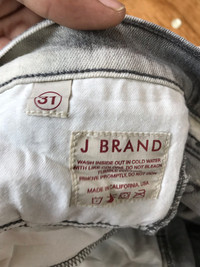 31
J BRAND
WASH INSIDE OUT IN COLD WATER
WITH LIKE COLORS. DO NOT BLEACH
TUMBLE
REMOVE PROMPTLY, DO NOT
MADE IN CALIFORNIA, USA